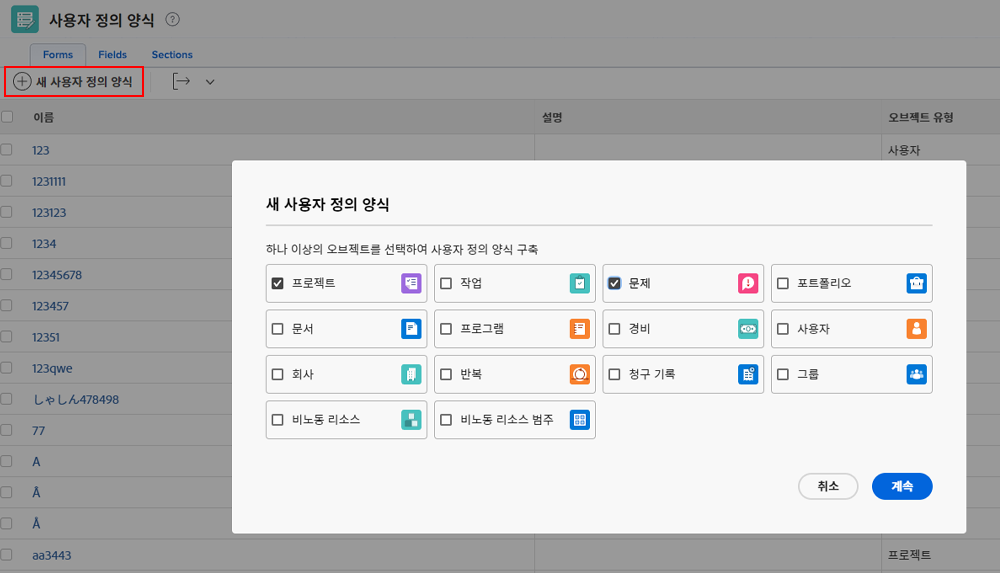 사용자 정의 양식 ?
Forms Fields Sections
새 사용자 정의 양식
이름 설명 오브젝트 유형
123 사용자
1231111
123123
1234
12345678
123457
12351
123qwe
しゃしん478498
77
A
Ä
Å
aa3443 프로젝트
새 사용자 정의 양식
하나 이상의 오브젝트를 선택하여 사용자 정의 양식 구축
프로젝트 작업 문제 포트폴리오
문서 프로그램 경비 사용자
회사 반복 청구 기록 그룹
비노동 리소스 비노동 리소스 범주
취소 계속